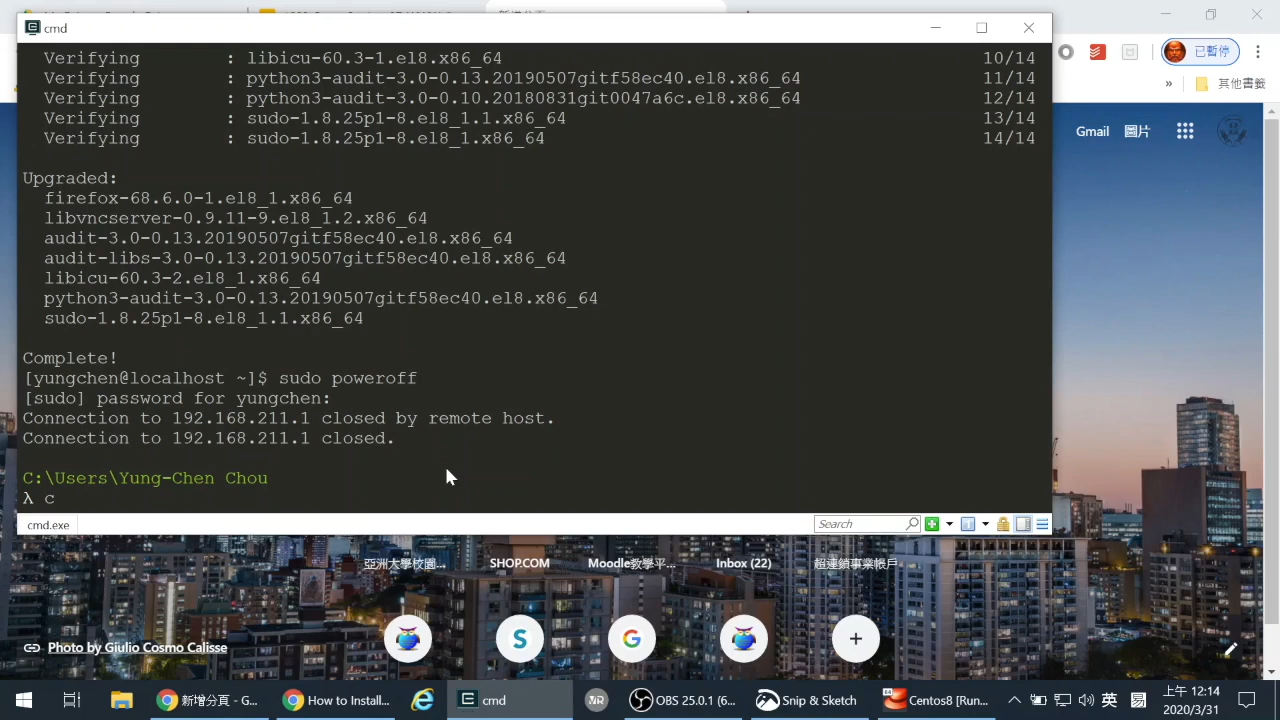 新增分頁
cmd
Verifying : libicu-60.3-1.el8.x86_64 10/14
Verifying : python3-audit-3.0-0.13.20190507gitf58ec40.el8.x86_64 11/14
Verifying : python3-audit-3.0-0.10.20180831git0047a6c.el8.x86_64 12/14
Verifying : sudo-1.8.25p1-8.el8_1.1.x86_64 13/14
Verifying : sudo-1.8.25p1-8.el8_1.x86_64 14/14
已暫停
» 其他書籤
Gmail 圖片
Upgraded:
firefox-68.6.0-1.el8_1.x86_64
libvncserver-0.9.11-9.el8_1.2.x86_64
audit-3.0-0.13.20190507gitf58ec40.el8.x86_64
audit-libs-3.0-0.13.20190507gitf58ec40.el8.x86_64
libicu-60.3-2.el8_1.x86_64
python3-audit-3.0-0.13.20190507gitf58ec40.el8.x86_64
sudo-1.8.25p1-8.el8_1.1.x86_64
Complete!
[yungchen@localhost ~]$ sudo poweroff
[sudo] password for yungchen:
Connection to 192.168.211.1 closed by remote host.
Connection to 192.168.211.1 closed.
C:\Users\Yung-Chen Chou
λ c
cmd.exe Search
亞洲大學校園... SHOP.COM Moodle教學平... Inbox (22) 超連鎖事業帳戶
S G +
Photo by Giulio Cosmo Calisse
新增分頁 - G... How to Install... cmd OBS 25.0.1 (6... Snip & Sketch Centos8 [Run... 英 上午 12:14
2020/3/31